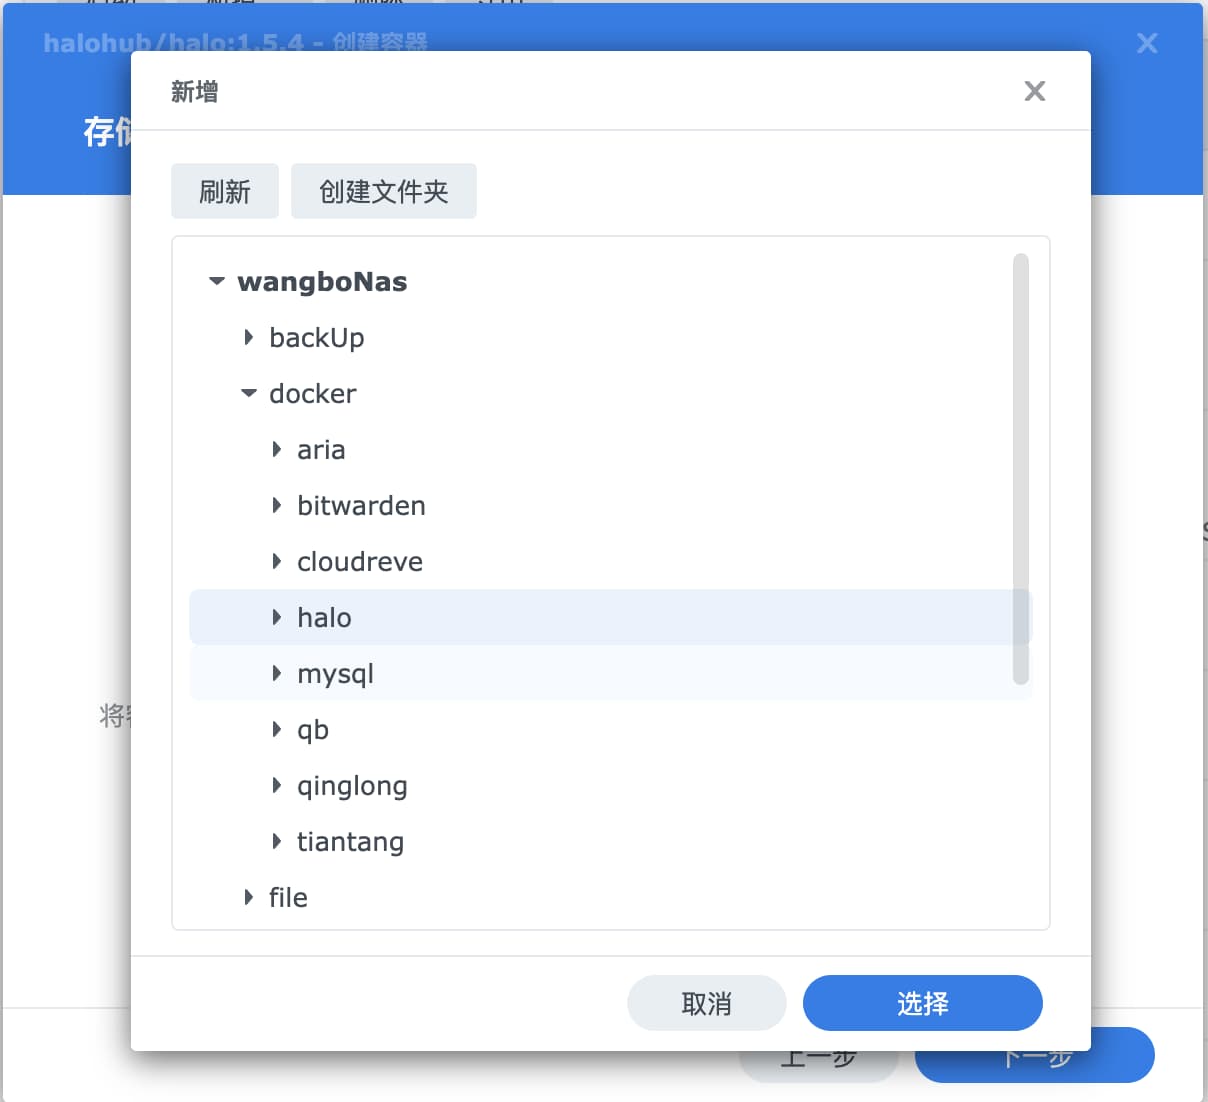 halohub/halo:1.5.4 - 创建容器
新增
存储
刷新
创建文件夹
wangboNas
backUp
docker
aria
bitwarden
cloudreve
halo
mysql
qb
qinglong
tiantang
file
将
取消
选择
上一步
下一步